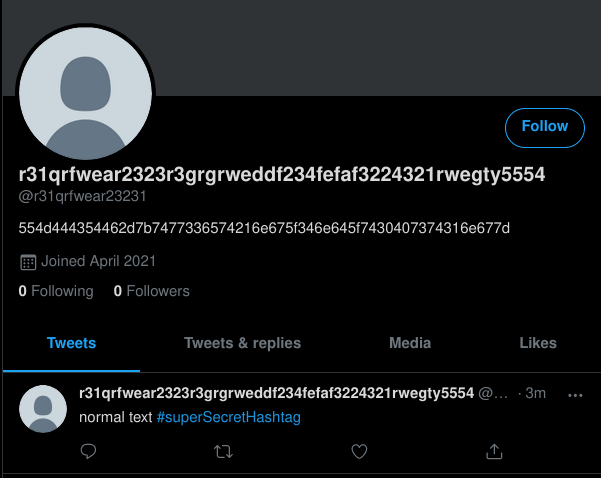 Follow
r31qrfwear2323r3grgrweddf234fefaf3224321rwegty5554
@r31qrfwear23231
554d444354462d7b7477336574216e675f346e645f7430407374316e677d
Joined April 2021
0 Following 0 Followers
Tweets Tweets & replies Media Likes
r31qrfwear2323r3grgrweddf234fefaf3224321rwegty5554 @... · 3m
normal text #superSecretHashtag